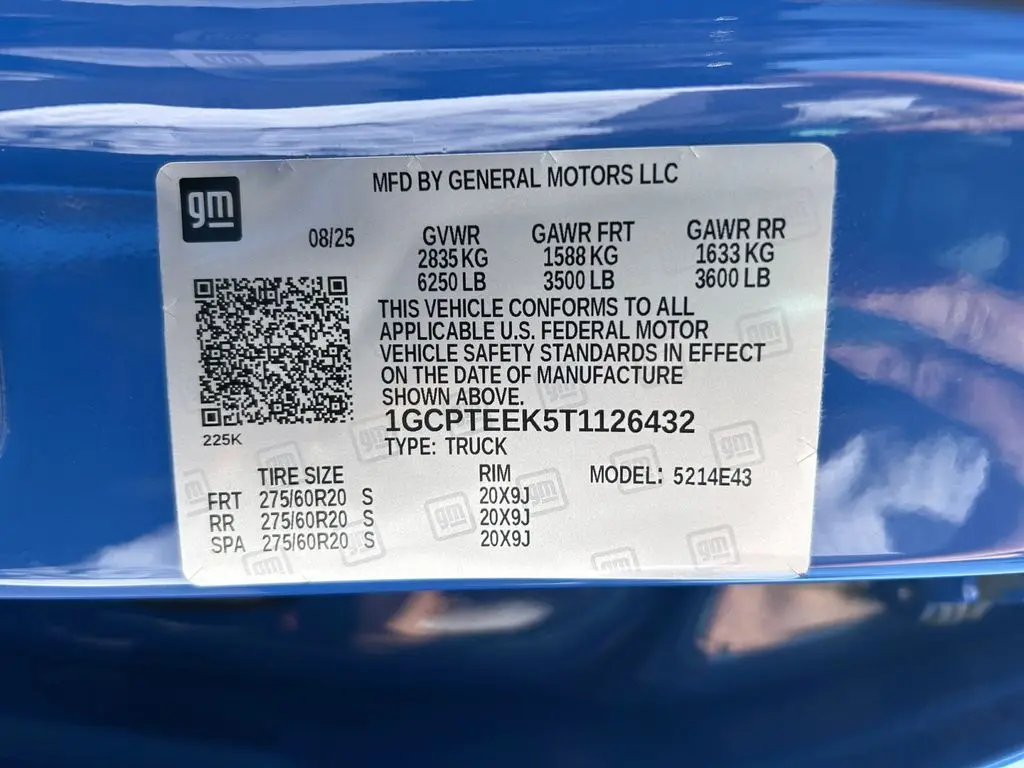 gm
MFD BY GENERAL MOTORS LLC
08/25 GVWR GAWR FRT GAWR RR
2835 KG 1588 KG 1633 KG
6250 LB 3500 LB 3600 LB
THIS VEHICLE CONFORMS TO ALL
APPLICABLE U.S. FEDERAL MOTOR
VEHICLE SAFETY STANDARDS IN EFFECT
ON THE DATE OF MANUFACTURE
SHOWN ABOVE.
225K
1GCPTEEK5T1126432
TYPE: TRUCK
TIRE SIZE RIM MODEL: 5214E43
FRT 275/60R20 S 20X9J
RR 275/60R20 S 20X9J
SPA 275/60R20 S 20X9J